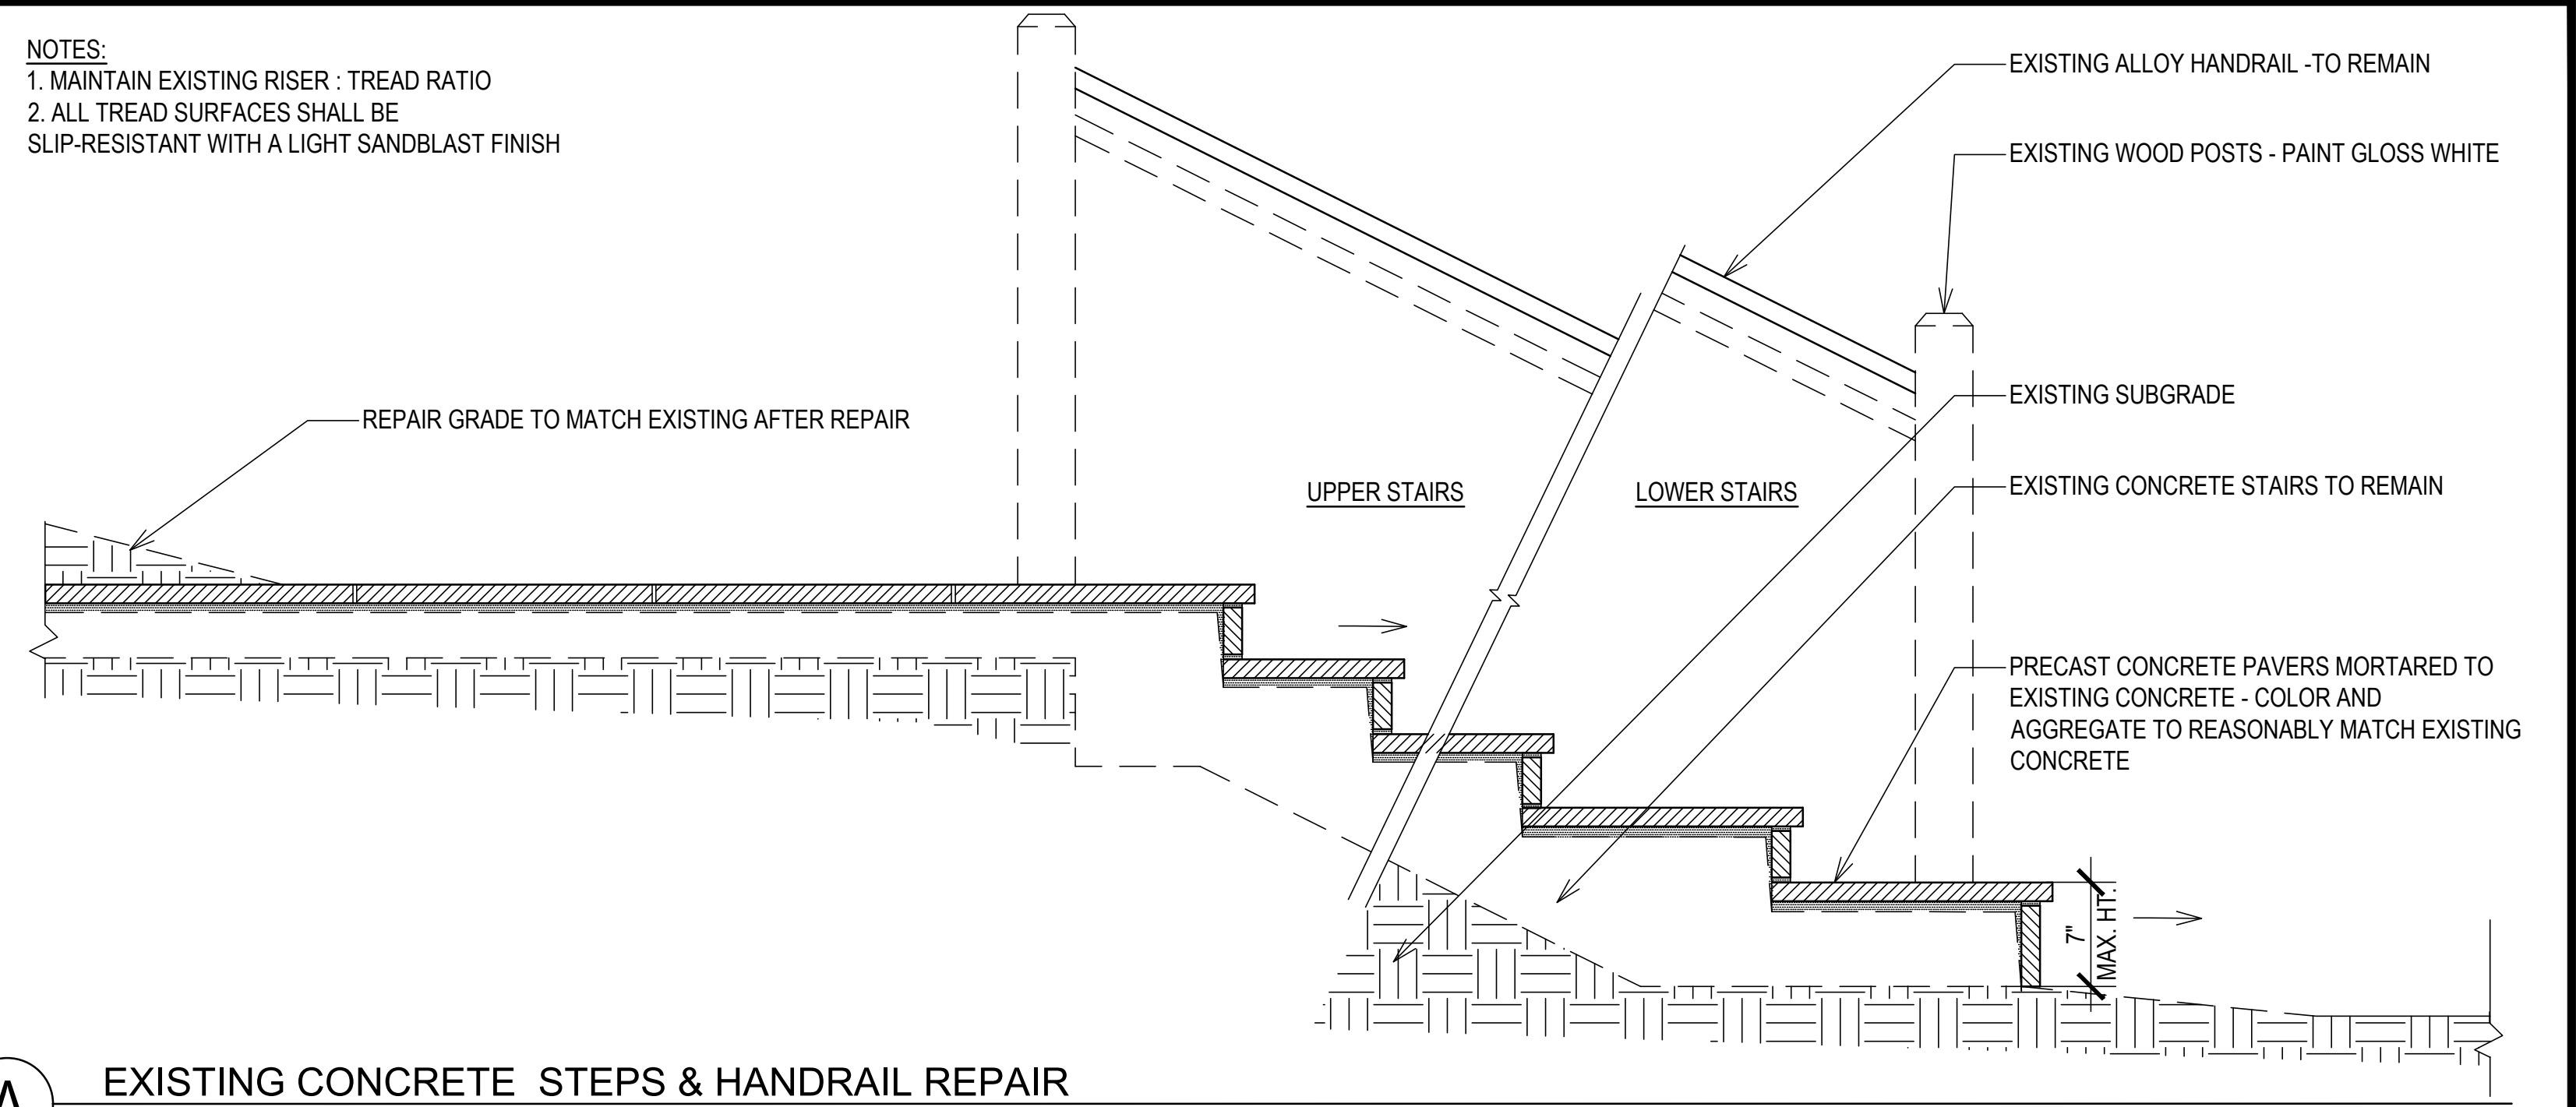 NOTES:
1. MAINTAIN EXISTING RISER : TREAD RATIO
2. ALL TREAD SURFACES SHALL BE
SLIP-RESISTANT WITH A LIGHT SANDBLAST FINISH
EXISTING ALLOY HANDRAIL -TO REMAIN
EXISTING WOOD POSTS - PAINT GLOSS WHITE
EXISTING SUBGRADE
REPAIR GRADE TO MATCH EXISTING AFTER REPAIR
UPPER STAIRS
LOWER STAIRS
EXISTING CONCRETE STAIRS TO REMAIN
PRECAST CONCRETE PAVERS MORTARED TO
EXISTING CONCRETE - COLOR AND
AGGREGATE TO REASONABLY MATCH EXISTING
CONCRETE
7"
MAX. HT.
A
EXISTING CONCRETE STEPS & HANDRAIL REPAIR